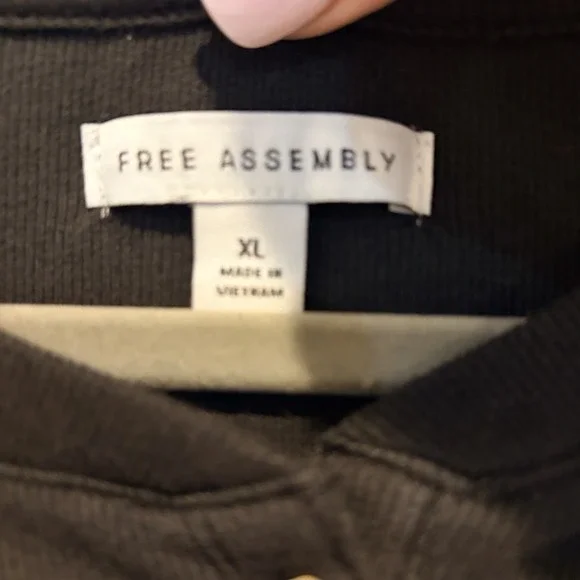 FREE ASSEMBLY
XL
MADE IN
VIETNAM